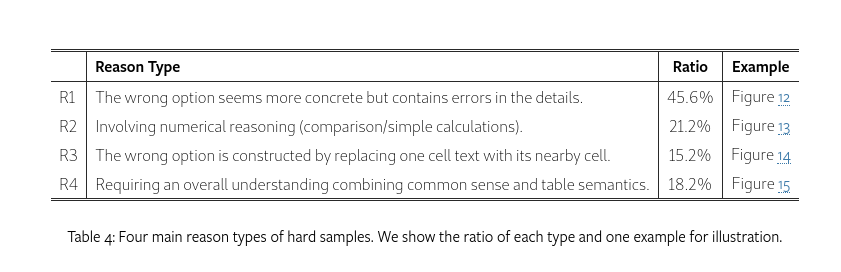 Reason Type Ratio Example
R1 The wrong option seems more concrete but contains errors in the details. 45.6% Figure 12
R2 Involving numerical reasoning (comparison/simple calculations). 21.2% Figure 13
R3 The wrong option is constructed by replacing one cell text with its nearby cell. 15.2% Figure 14
R4 Requiring an overall understanding combining common sense and table semantics. 18.2% Figure 15
Table 4: Four main reason types of hard samples. We show the ratio of each type and one example for illustration.